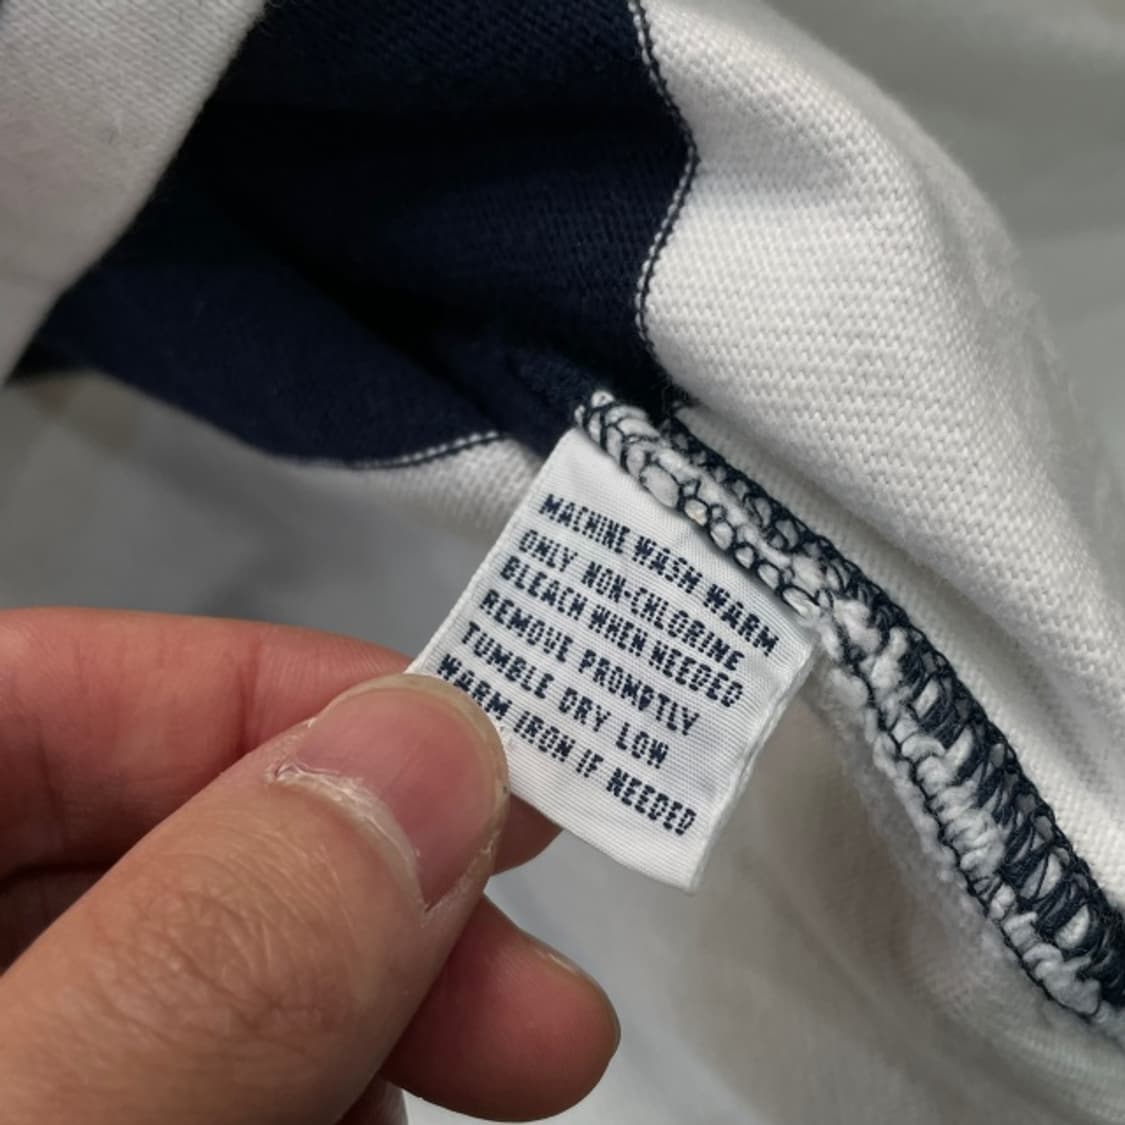 MACHINE WASH WARM
ONLY NON-CHLORINE
BLEACH WHEN NEEDED
REMOVE PROMPTLY
TUMBLE DRY LOW
WARM IRON IF NEEDED